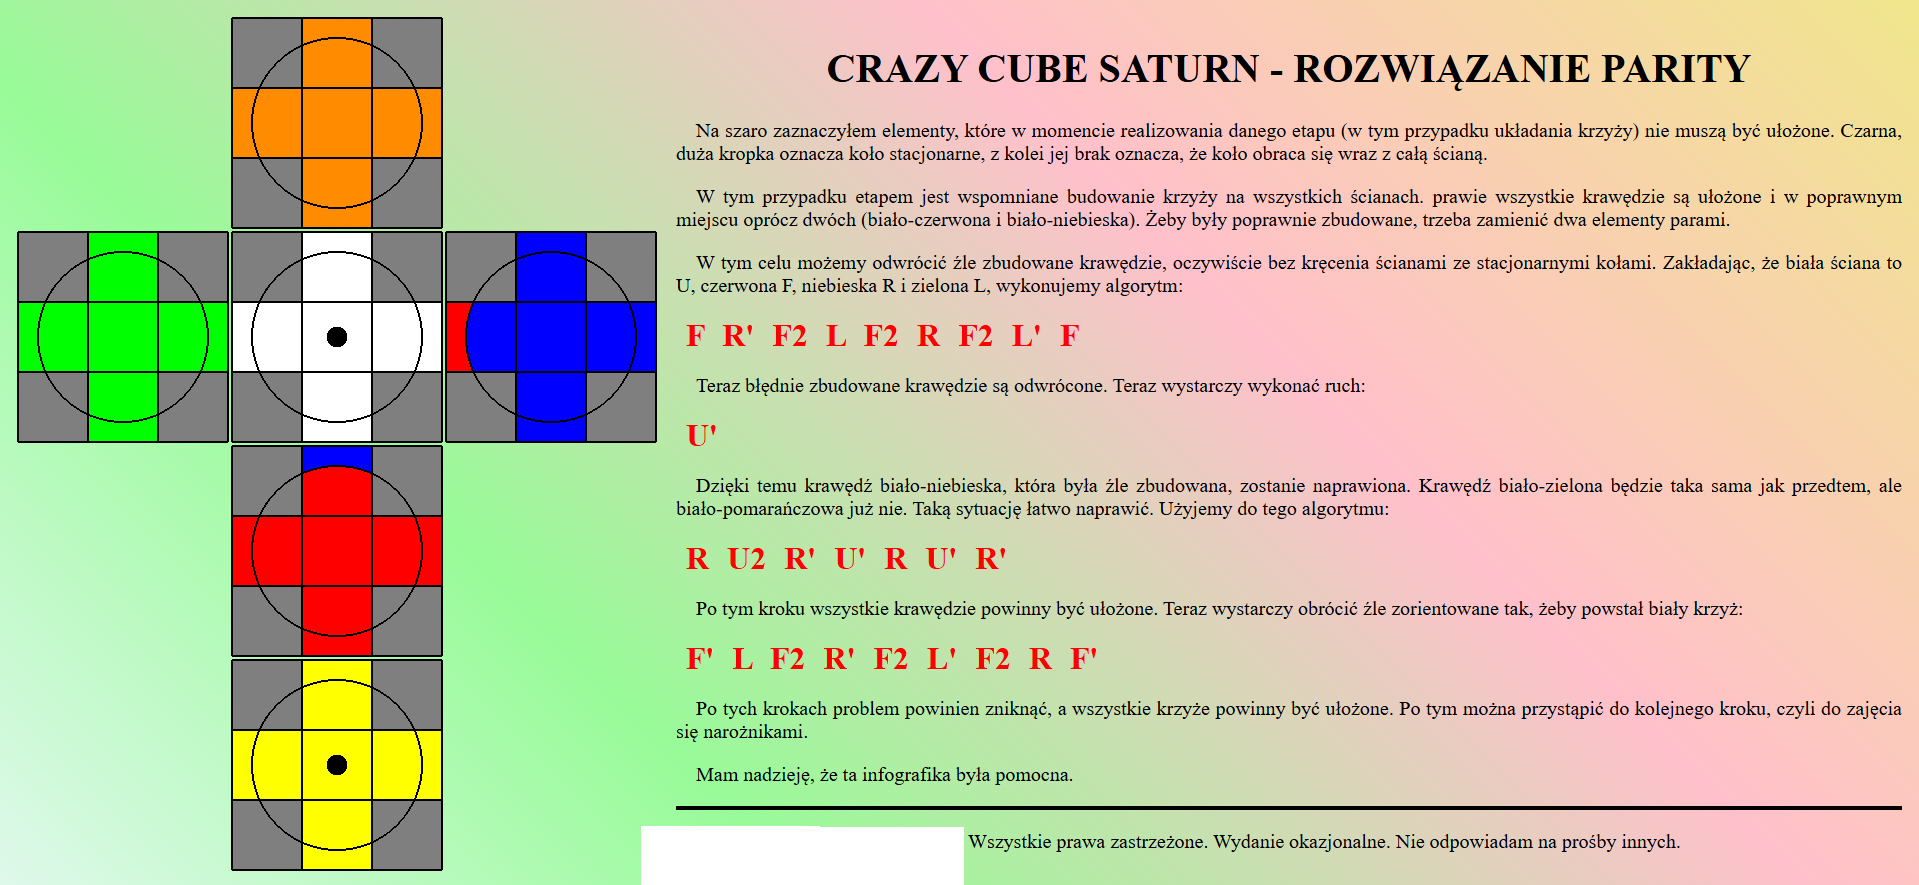 CRAZY CUBE SATURN - ROZWIĄZANIE PARITY
Na szaro zaznaczyłem elementy, które w momencie realizowania danego etapu (w tym przypadku układania krzyży) nie muszą być ułożone. Czarna,
duża kropka oznacza koło stacjonarne, z kolei jej brak oznacza, że koło obraca się wraz z całą ścianą.
W tym przypadku etapem jest wspomniane budowanie krzyży na wszystkich ścianach. prawie wszystkie krawędzie są ułożone i w poprawnym
miejscu oprócz dwóch (biało-czerwona i biało-niebieska). Żeby były poprawnie zbudowane, trzeba zamienić dwa elementy parami.
W tym celu możemy odwrócić źle zbudowane krawędzie, oczywiście bez kręcenia ścianami ze stacjonarnymi kołami. Zakładając, że biała ściana to
U, czerwona F, niebieska R i zielona L, wykonujemy algorytm:
F R' F2 L F2 R F2 L' F
Teraz błędnie zbudowane krawędzie są odwrócone. Teraz wystarczy wykonać ruch:
U'
Dzięki temu krawędź biało-niebieska, która była źle zbudowana, zostanie naprawiona. Krawędź biało-zielona będzie taka sama jak przedtem, ale
biało-pomarańczowa już nie. Taką sytuację łatwo naprawić. Użyjemy do tego algorytmu:
R U2 R' U' R U' R'
Po tym kroku wszystkie krawędzie powinny być ułożone. Teraz wystarczy obrócić źle zorientowane tak, żeby powstał biały krzyż:
F' L F2 R' F2 L' F2 R F'
Po tych krokach problem powinien zniknąć, a wszystkie krzyże powinny być ułożone. Po tym można przystąpić do kolejnego kroku, czyli do zajęcia
się narożnikami.
Mam nadzieję, że ta infografika była pomocna.
Wszystkie prawa zastrzeżone. Wydanie okazjonalne. Nie odpowiadam na prośby innych.